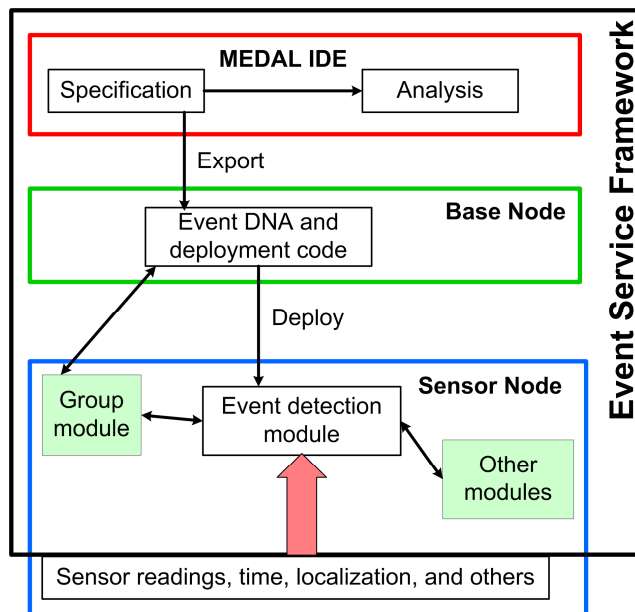 MEDAL IDE
Specification
Analysis
Export
Base Node
Event DNA and
deployment code
Deploy
Sensor Node
Group
module
Event detection
module
Other
modules
Sensor readings, time, localization, and others
Event Service Framework